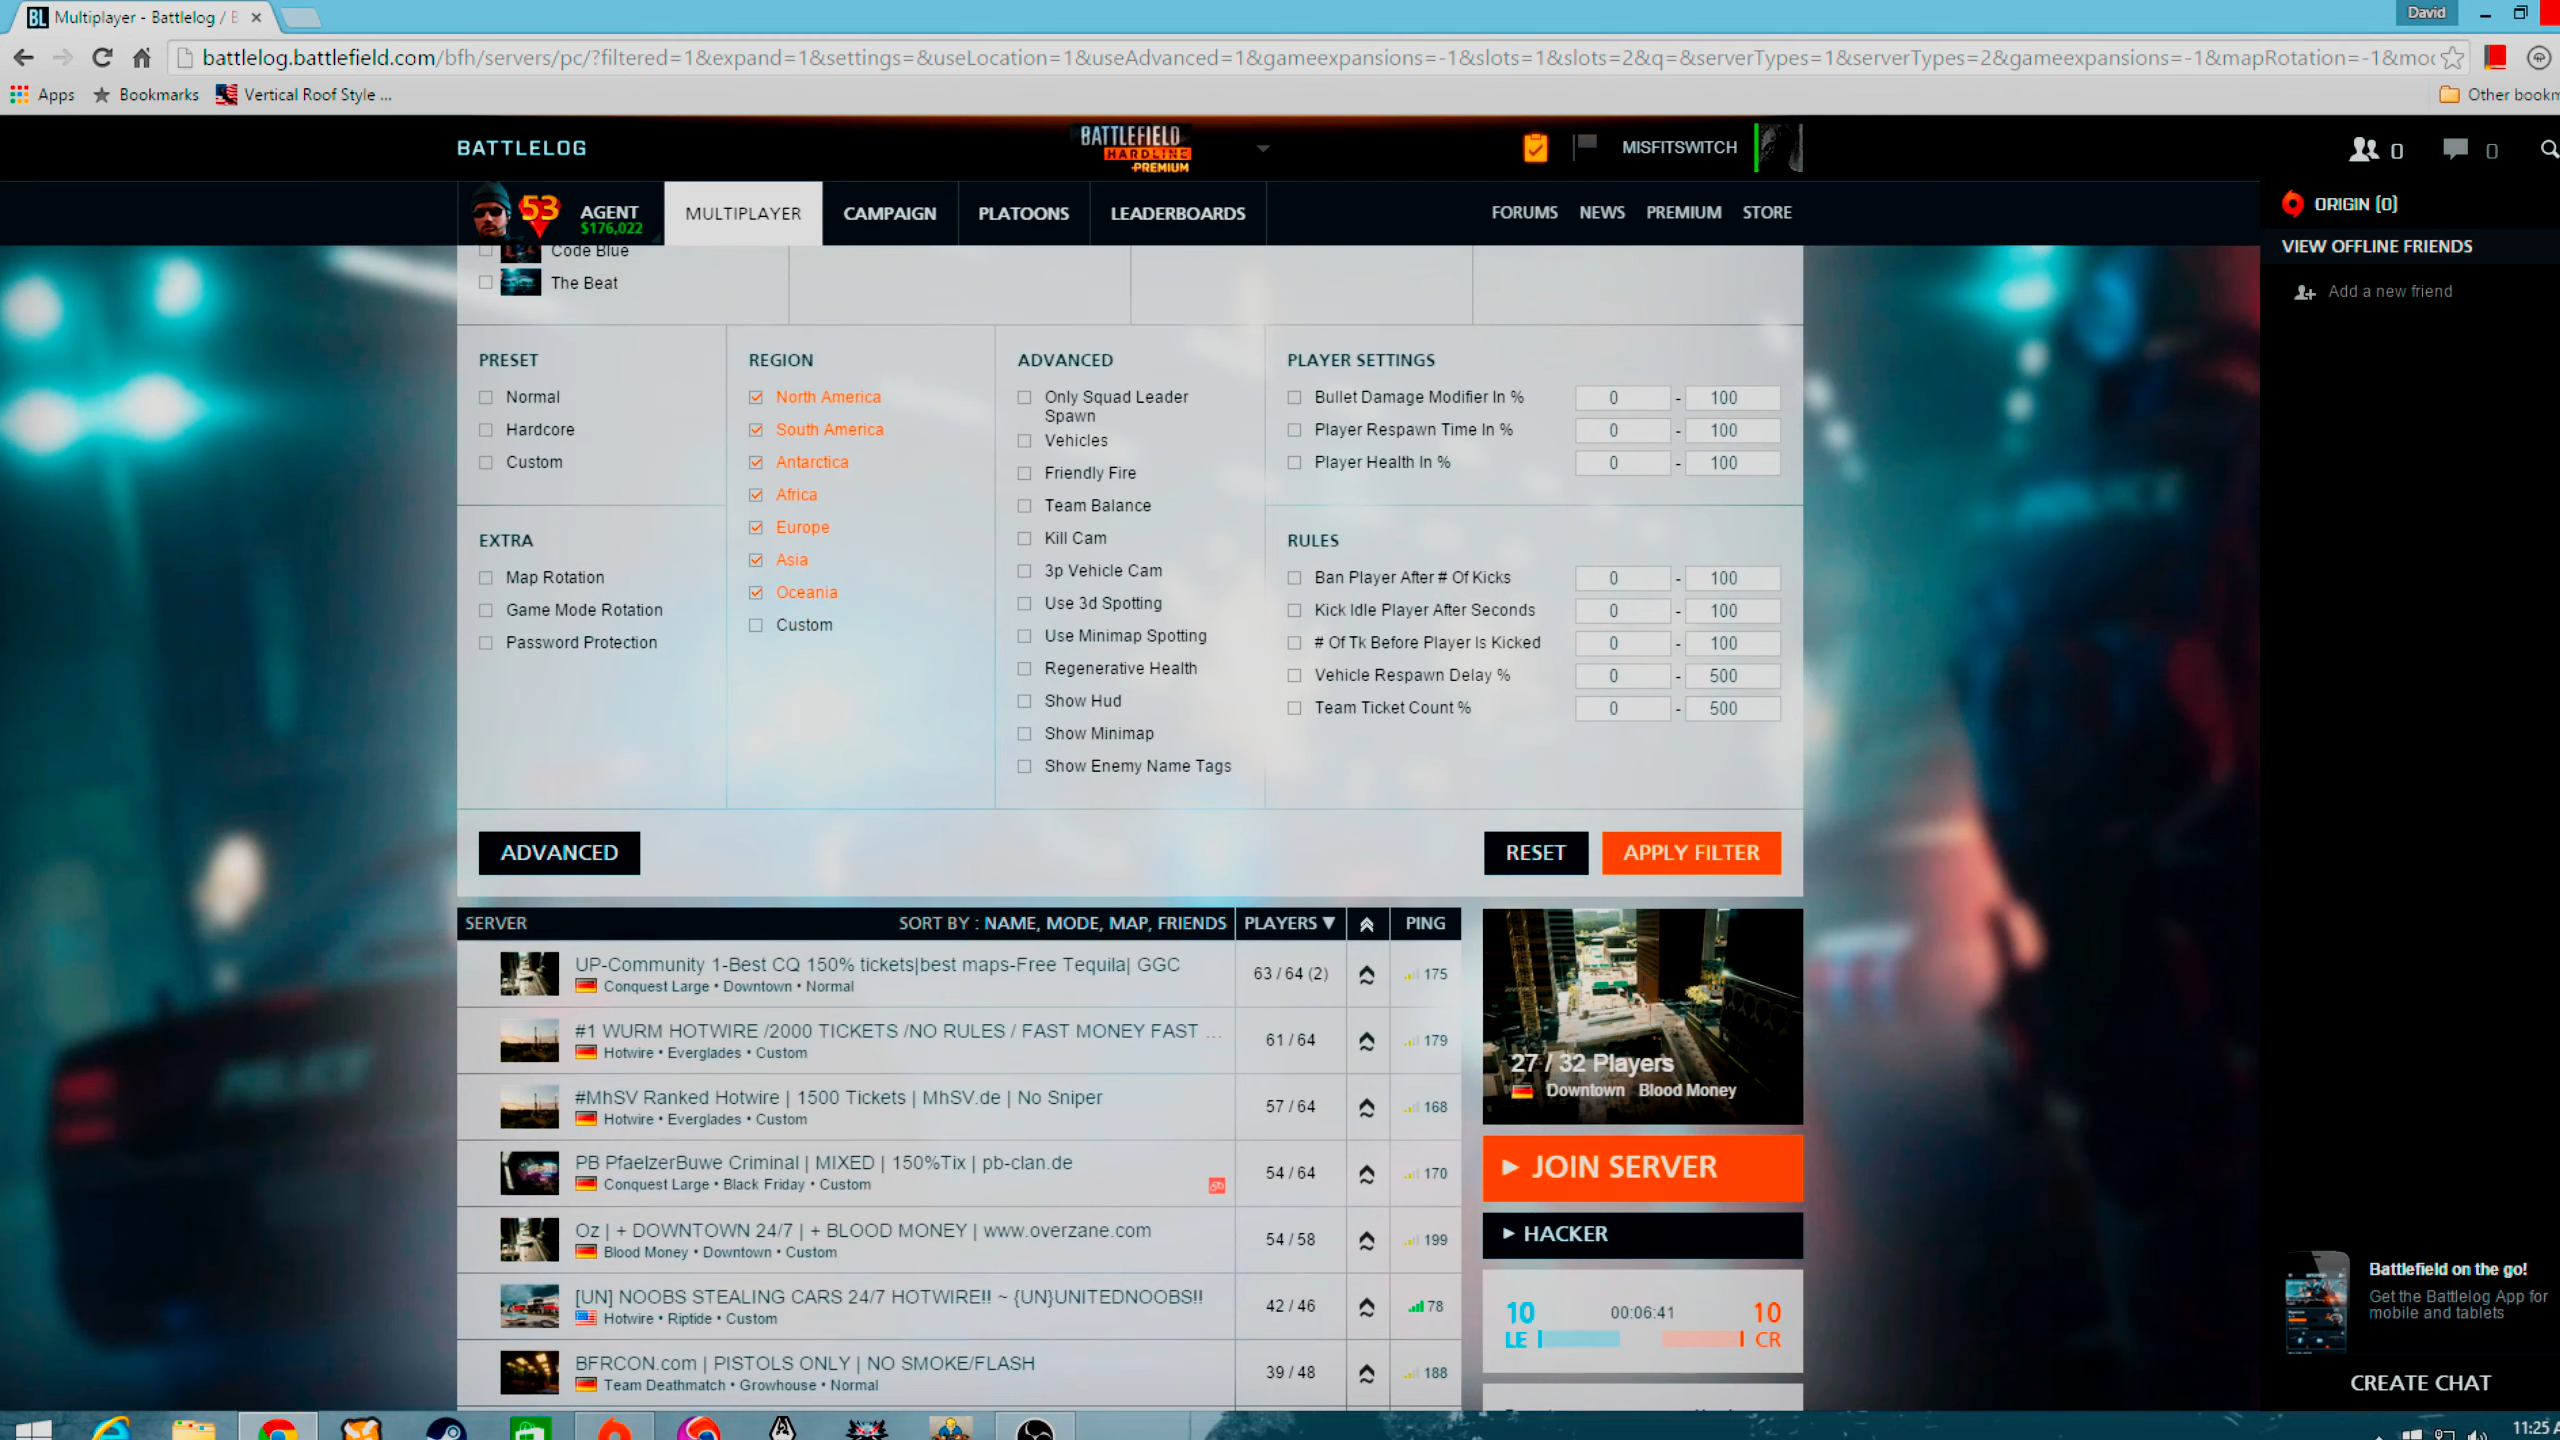 BL Multiplayer - Battlelog / B
David
battlelog.battlefield.com/bfh/servers/pc/?filtered=1&expand=1&settings=&useLocation=1&useAdvanced=1&gameexpansions=-1&slots=1&slots=2&q=&serverTypes=1&serverTypes=2&gameexpansions=-1&mapRotation=-1&mo
Apps Bookmarks Vertical Roof Style ... Other bookm
BATTLELOG
BATTLEFIELD
HARDLINE
PREMIUM
MISFITSWITCH
0 0
53 AGENT
$176,022
MULTIPLAYER CAMPAIGN PLATOONS LEADERBOARDS
FORUMS NEWS PREMIUM STORE
ORIGIN (0)
VIEW OFFLINE FRIENDS
Add a new friend
Code Blue
The Beat
PRESET
Normal
Hardcore
Custom
EXTRA
Map Rotation
Game Mode Rotation
Password Protection
REGION
North America
South America
Antarctica
Africa
Europe
Asia
Oceania
Custom
ADVANCED
Only Squad Leader
Spawn
Vehicles
Friendly Fire
Team Balance
Kill Cam
3p Vehicle Cam
Use 3d Spotting
Use Minimap Spotting
Regenerative Health
Show Hud
Show Minimap
Show Enemy Name Tags
PLAYER SETTINGS
Bullet Damage Modifier In % 0 - 100
Player Respawn Time In % 0 - 100
Player Health In % 0 - 100
RULES
Ban Player After # Of Kicks 0 - 100
Kick Idle Player After Seconds 0 - 100
# Of Tk Before Player Is Kicked 0 - 100
Vehicle Respawn Delay % 0 - 500
Team Ticket Count % 0 - 500
ADVANCED RESET APPLY FILTER
SERVER SORT BY : NAME, MODE, MAP, FRIENDS PLAYERS ▼ PING
UP-Community 1-Best CQ 150% tickets|best maps-Free Tequila| GGC
Conquest Large • Downtown • Normal
63 / 64 (2) 175
#1 WURM HOTWIRE /2000 TICKETS /NO RULES / FAST MONEY FAST ...
Hotwire • Everglades • Custom
61 / 64 179
#MhSV Ranked Hotwire | 1500 Tickets | MhSV.de | No Sniper
Hotwire • Everglades • Custom
57 / 64 168
PB PfaelzerBuwe Criminal | MIXED | 150%Tix | pb-clan.de
Conquest Large • Black Friday • Custom
54 / 64 170
Oz | + DOWNTOWN 24/7 | + BLOOD MONEY | www.overzane.com
Blood Money • Downtown • Custom
54 / 58 199
[UN] NOOBS STEALING CARS 24/7 HOTWIRE!! ~ {UN}UNITEDNOOBS!!
Hotwire • Riptide • Custom
42 / 46 78
BFRCON.com | PISTOLS ONLY | NO SMOKE/FLASH
Team Deathmatch • Growhouse • Normal
39 / 48 188
27 / 32 Players
Downtown Blood Money
JOIN SERVER
HACKER
10 00:06:41 10
LE CR
Battlefield on the go!
Get the Battlelog App for
mobile and tablets
CREATE CHAT
11:25 A